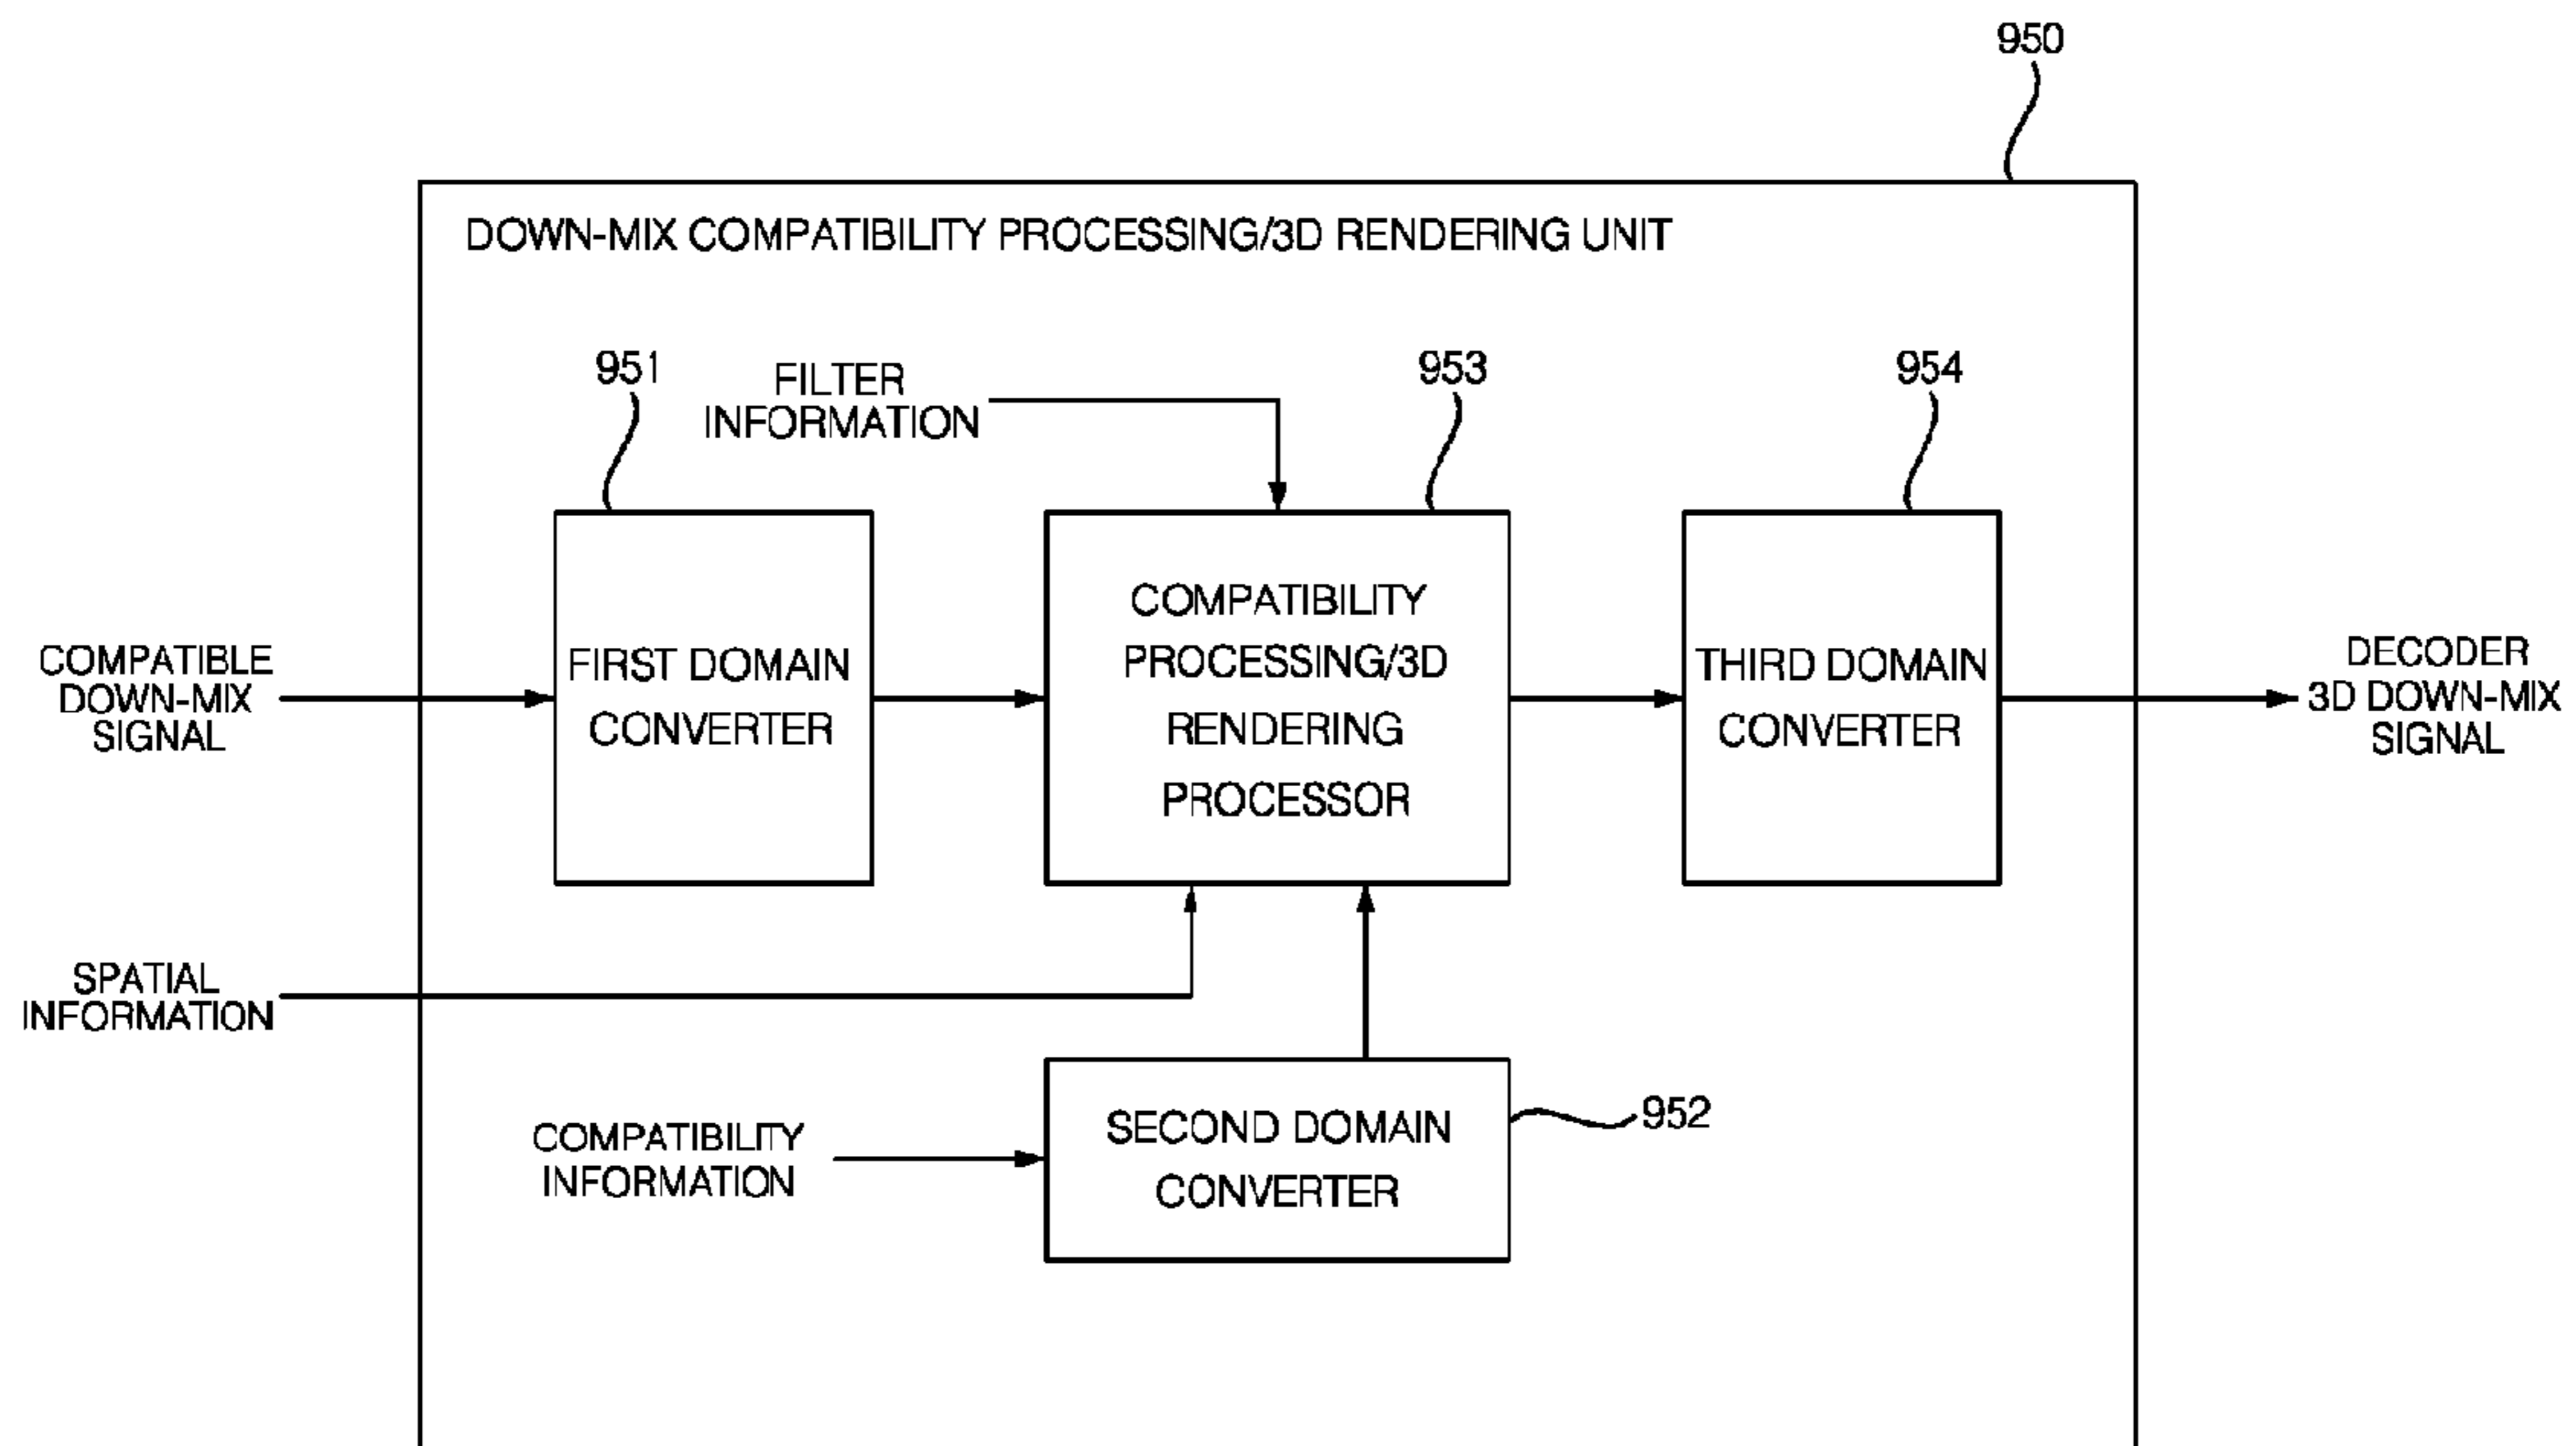 950
DOWN-MIX COMPATIBILITY PROCESSING/3D RENDERING UNIT
951
FILTER
INFORMATION
953
954
COMPATIBLE
DOWN-MIX
SIGNAL
FIRST DOMAIN
CONVERTER
COMPATIBILITY
PROCESSING/3D
RENDERING
PROCESSOR
THIRD DOMAIN
CONVERTER
DECODER
3D DOWN-MIX
SIGNAL
SPATIAL
INFORMATION
COMPATIBILITY
INFORMATION
SECOND DOMAIN
CONVERTER
952